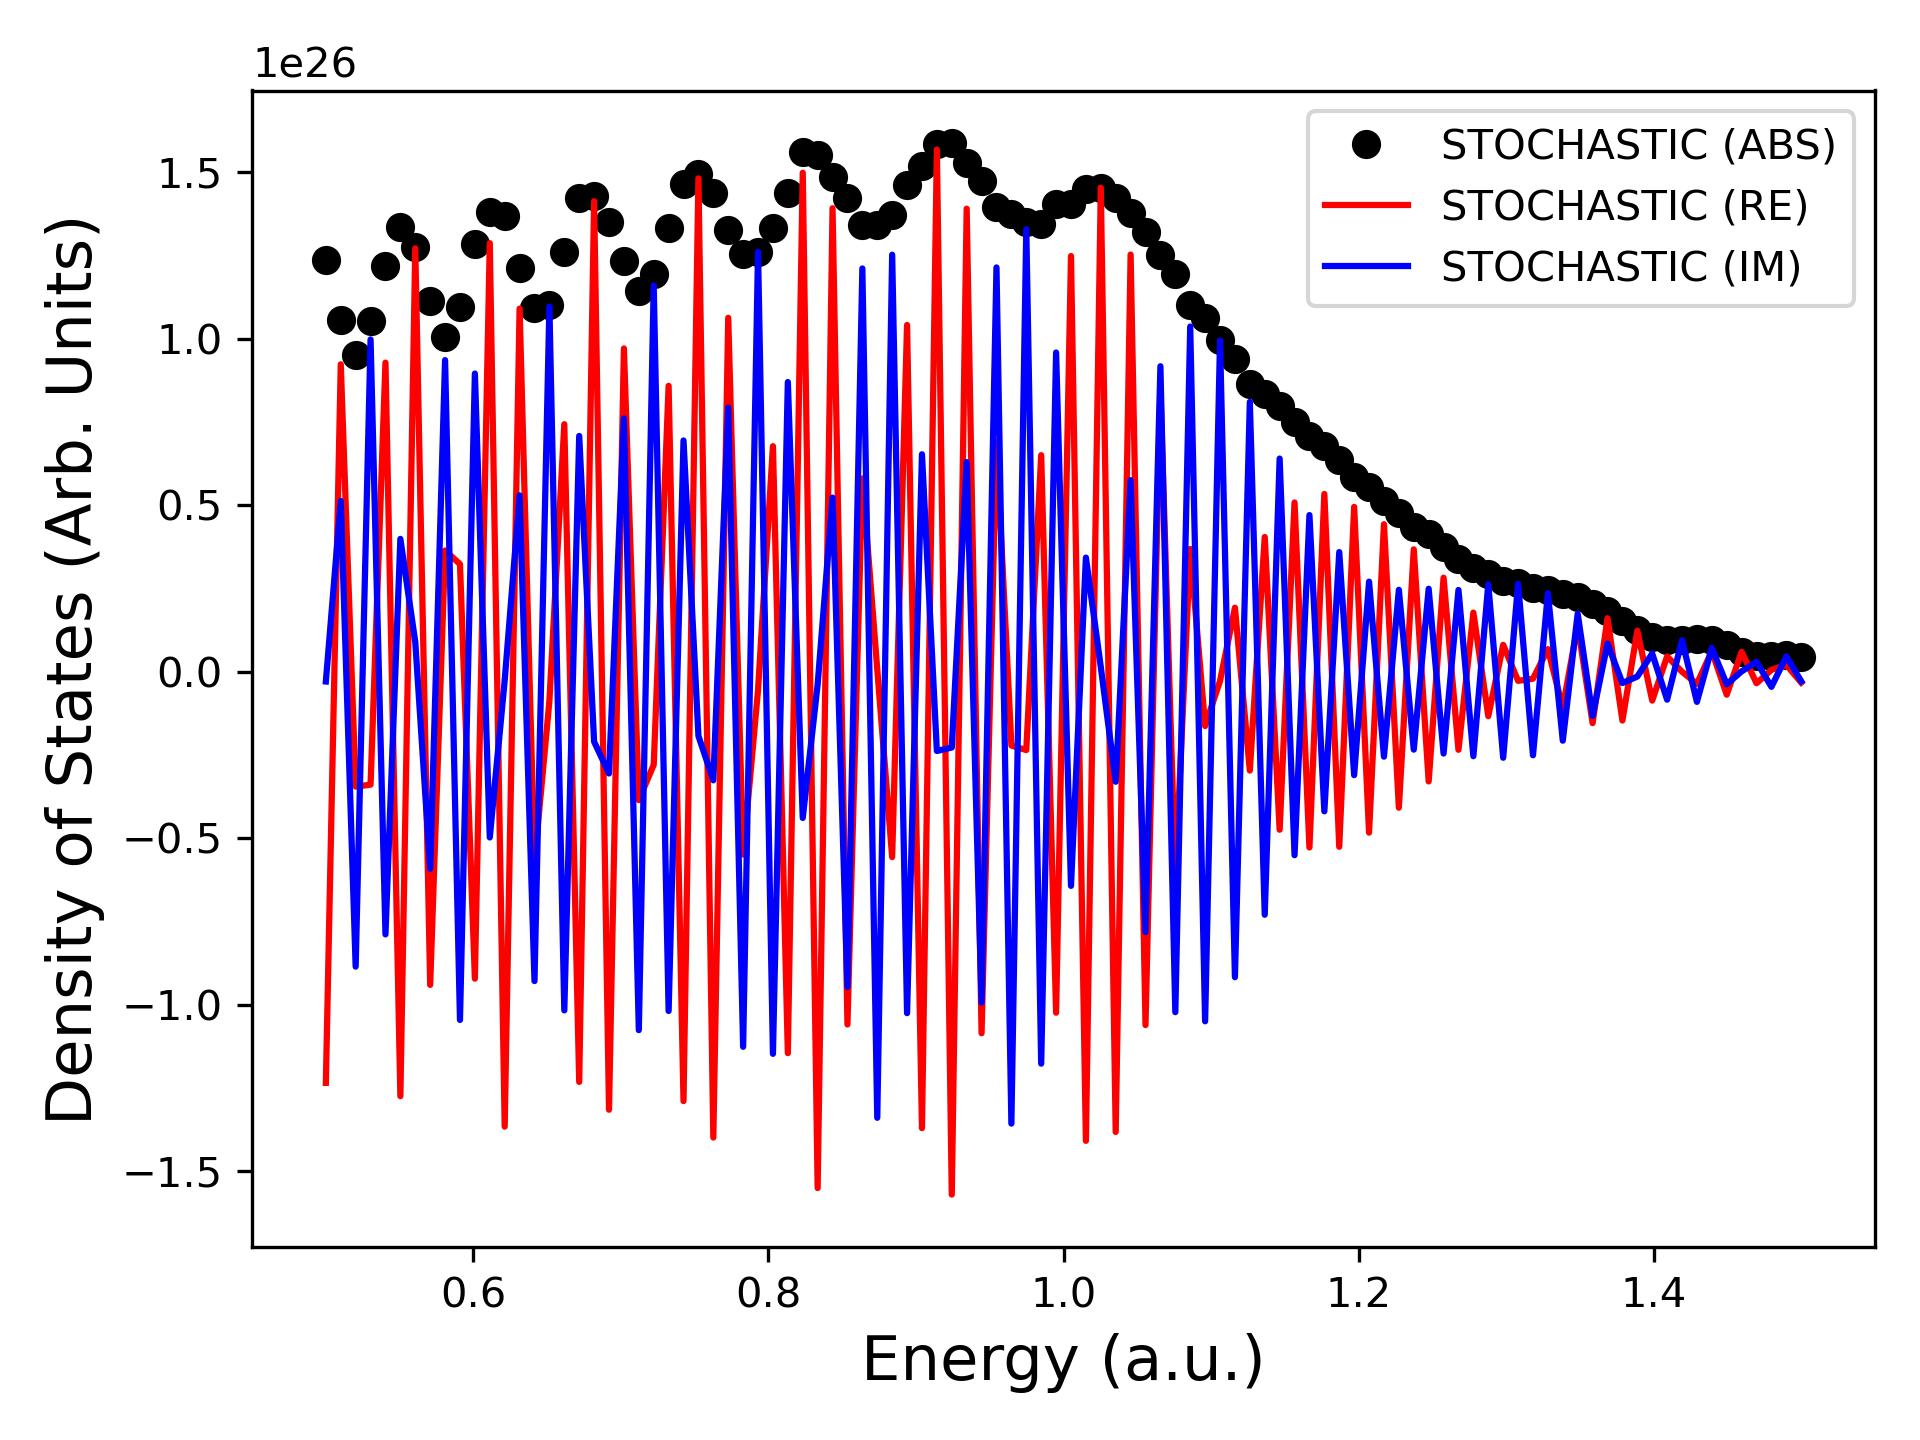 1e26
STOCHASTIC (ABS)
STOCHASTIC (RE)
STOCHASTIC (IM)
Density of States (Arb. Units)
1.5
1.0
0.5
0.0
−0.5
−1.0
−1.5
0.6 0.8 1.0 1.2 1.4
Energy (a.u.)